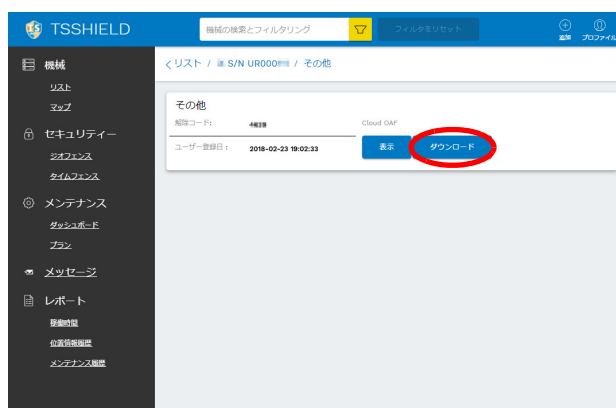 TSSHIELD
機械の検索とフィルタリング
フィルタをリセット
追加
プロファイル
機械
リスト
マップ
セキュリティー
ジオフェンス
タイムフェンス
メンテナンス
ダッシュボード
プラン
メッセージ
レポート
稼働時間
位置情報履歴
メンテナンス履歴
リスト / S/N UR000 / その他
その他
解除コード:
Cloud OAF
ユーザー登録日: 2018-02-23 19:02:33
表示
ダウンロード